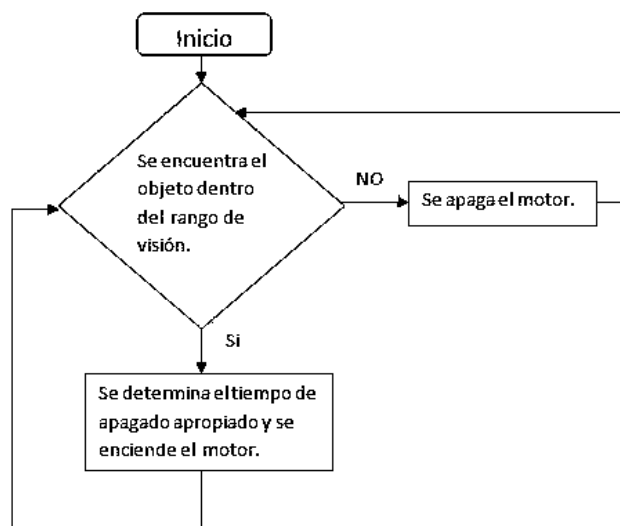 Inicio
Se encuentra el
objeto dentro
del rango de
visión.
NO
Se apaga el motor.
Si
Se determina el tiempo de
apagado apropiado y se
enciende el motor.